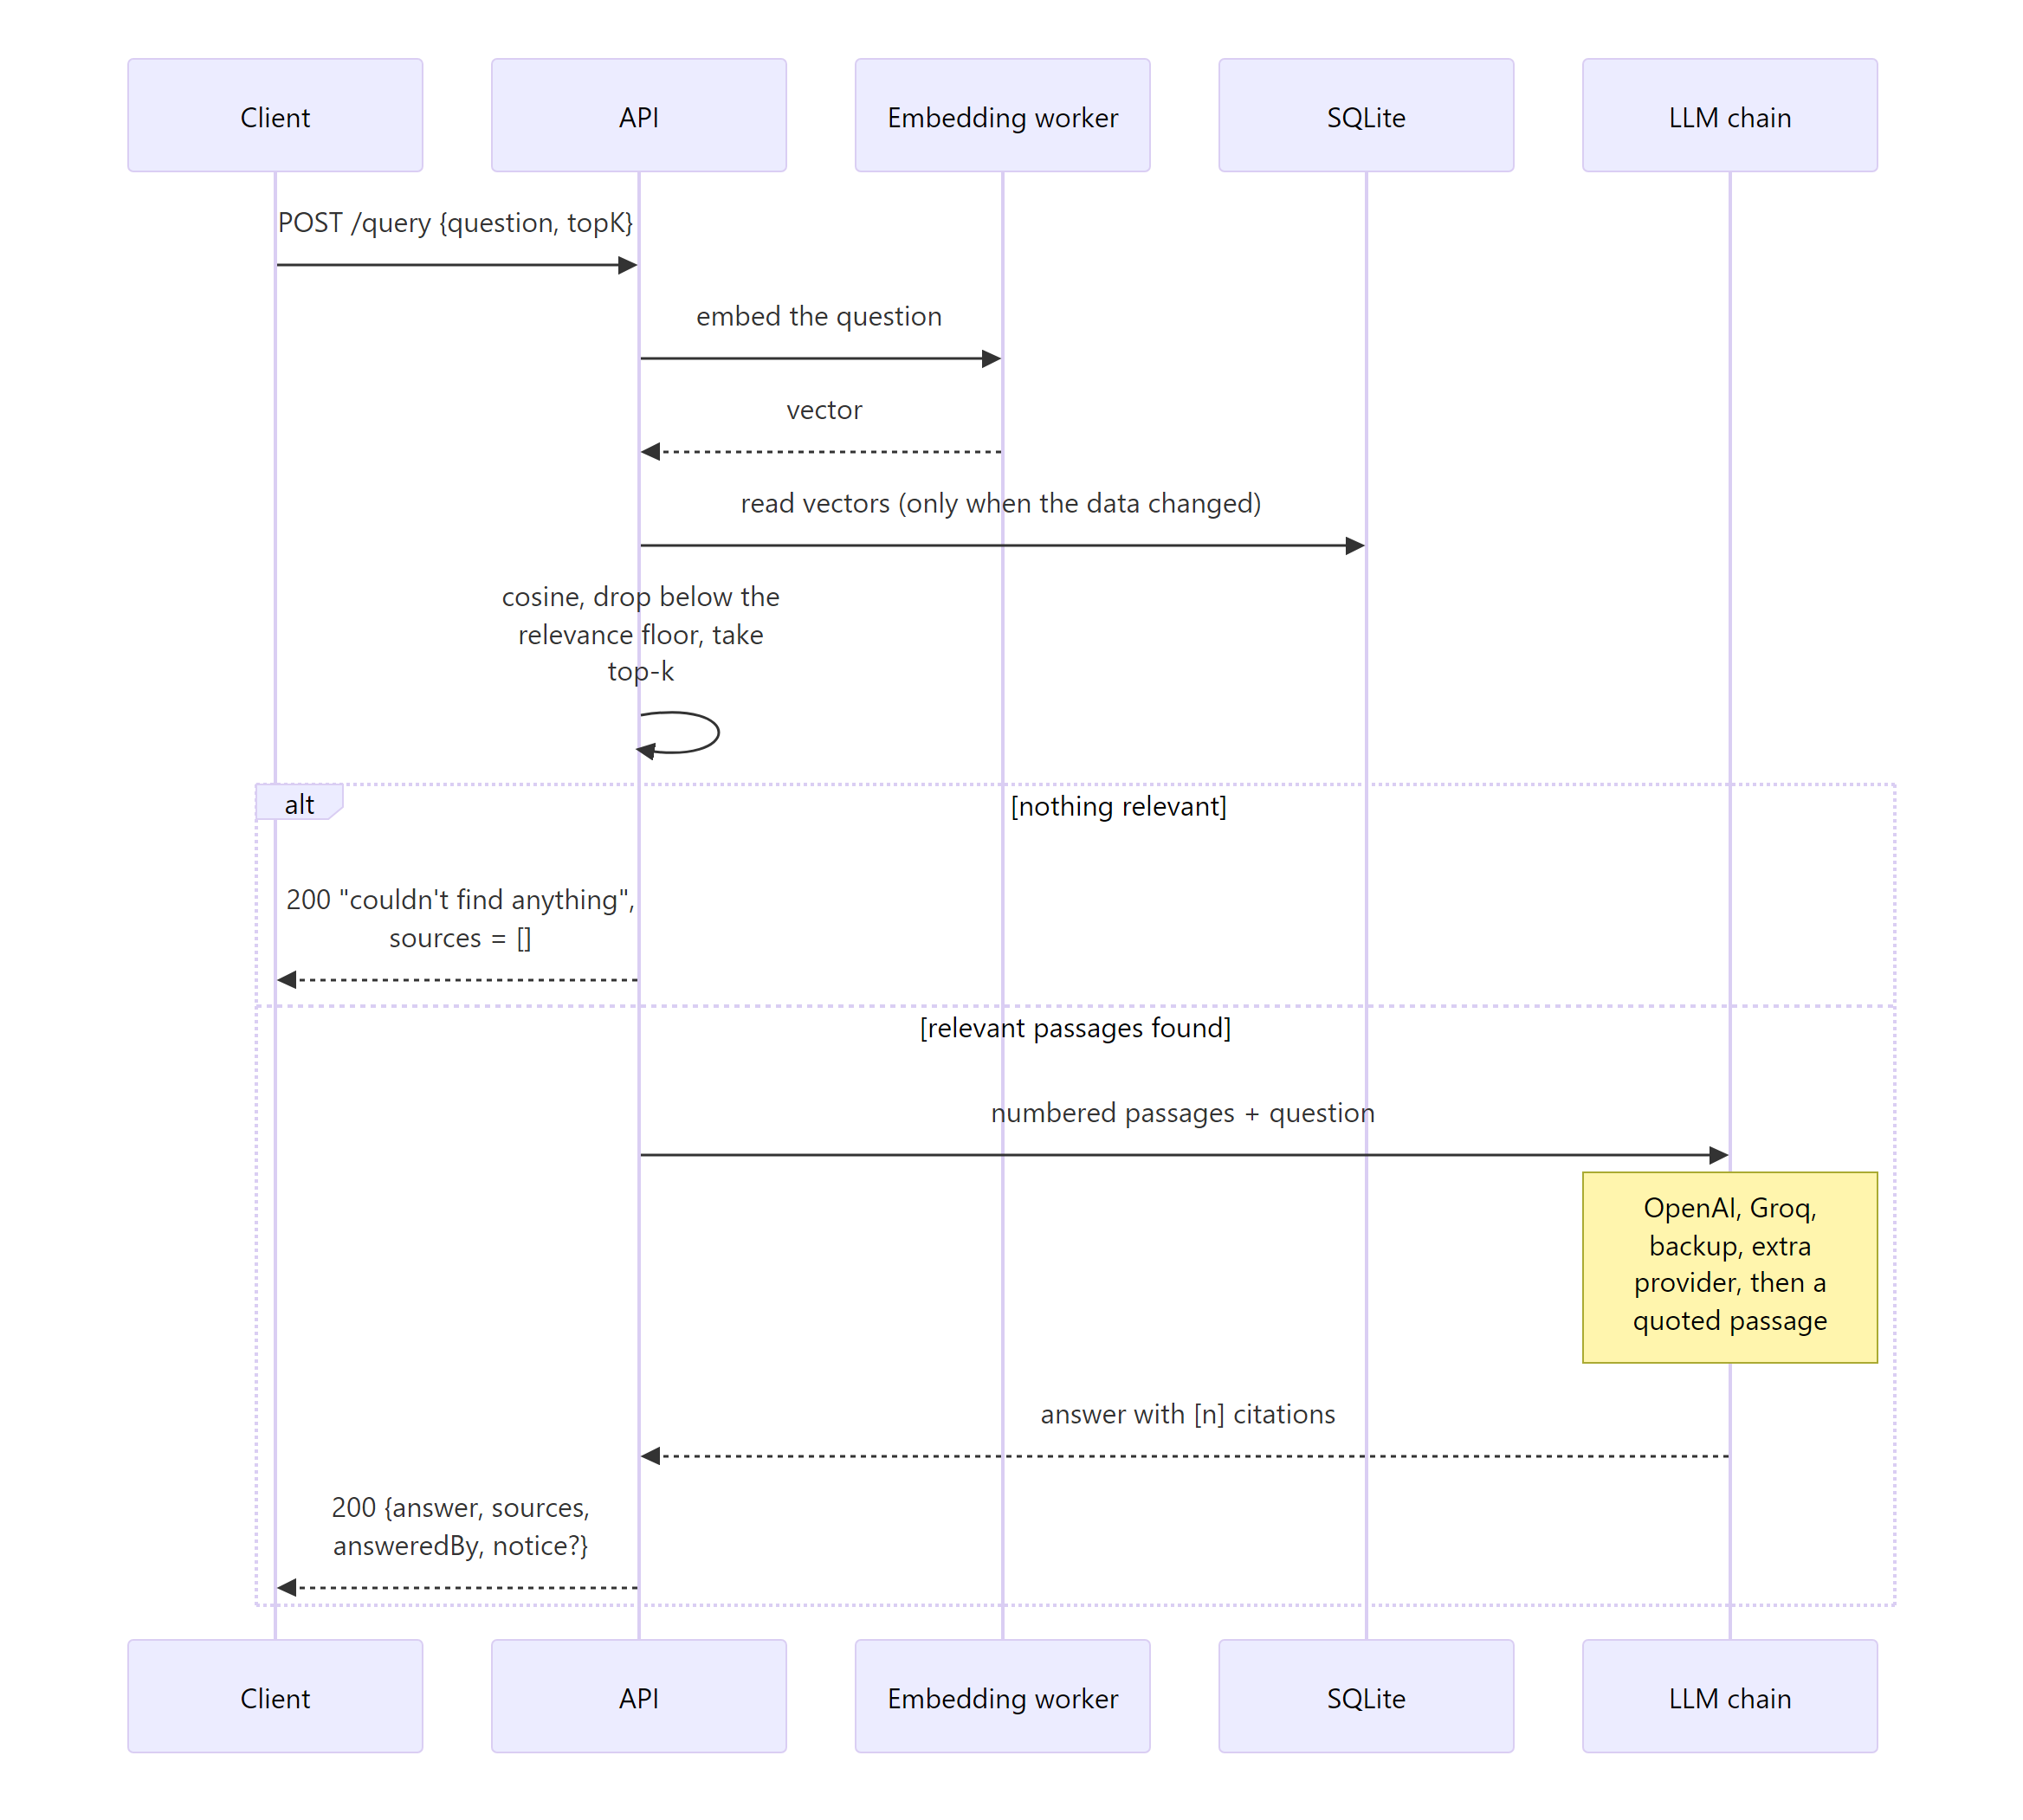 Client
API
Embedding worker
SQLite
LLM chain
POST /query {question, topK}
embed the question
vector
read vectors (only when the data changed)
cosine, drop below the
relevance floor, take
top-k
alt
[nothing relevant]
200 "couldn't find anything",
sources = []
[relevant passages found]
numbered passages + question
OpenAI, Groq,
backup, extra
provider, then a
quoted passage
answer with [n] citations
200 {answer, sources,
answeredBy, notice?}
Client
API
Embedding worker
SQLite
LLM chain